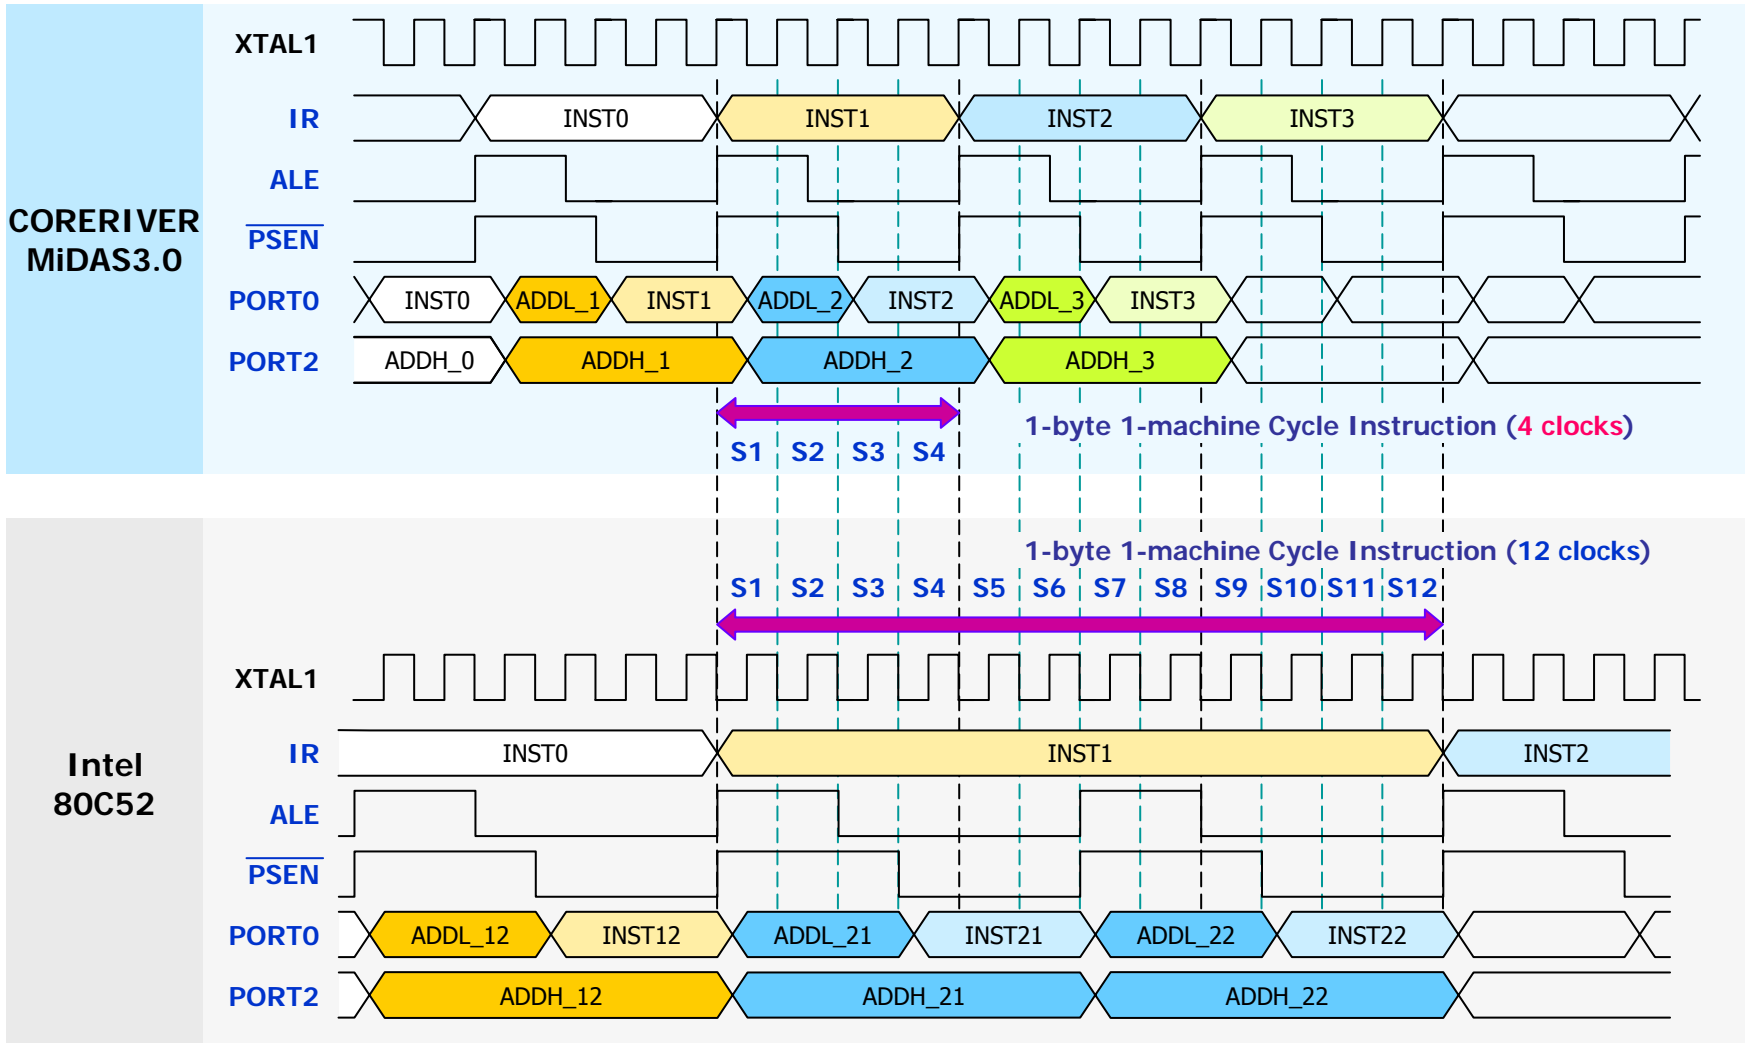 CORERIVER
MiDAS3.0
XTAL1
IR INST0 INST1 INST2 INST3
ALE
PSEN
PORT0 INST0 ADDL_1 INST1 ADDL_2 INST2 ADDL_3 INST3
PORT2 ADDH_0 ADDH_1 ADDH_2 ADDH_3
1-byte 1-machine Cycle Instruction (4 clocks)
S1 S2 S3 S4
Intel
80C52
1-byte 1-machine Cycle Instruction (12 clocks)
S1 S2 S3 S4 S5 S6 S7 S8 S9 S10 S11 S12
XTAL1
IR INST0 INST1 INST2
ALE
PSEN
PORT0 ADDL_12 INST12 ADDL_21 INST21 ADDL_22 INST22
PORT2 ADDH_12 ADDH_21 ADDH_22